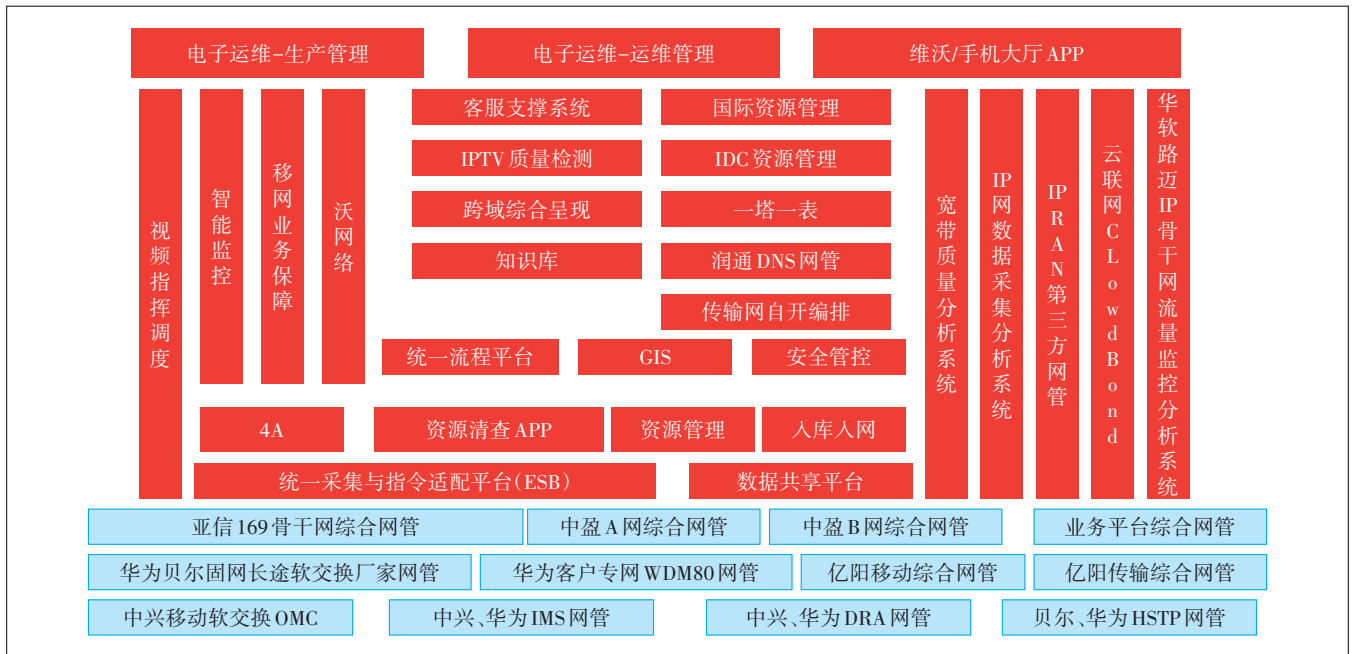 电子运维-生产管理
电子运维-运维管理
维沃/手机大厅APP
视频指挥调度
智能监控
移网业务保障
沃网络
客服支撑系统
国际资源管理
IPTV质量检测
IDC资源管理
跨域综合呈现
一塔一表
知识库
润通DNS网管
传输网自开编排
统一流程平台
GIS
安全管控
4A
资源清查APP
资源管理
入库入网
统一采集与指令适配平台(ESB)
数据共享平台
宽带质量分析系统
IP网数据采集分析系统
IPRAN第三方网管
云联网CLowdBond
华软路迈IP骨干网流量监控分析系统
亚信169骨干网综合网管
中盈A网综合网管
中盈B网综合网管
业务平台综合网管
华为贝尔固网长途软交换厂家网管
华为客户专网WDM80网管
亿阳移动综合网管
亿阳传输综合网管
中兴移动软交换OMC
中兴、华为IMS网管
中兴、华为DRA网管
贝尔、华为HSTP网管